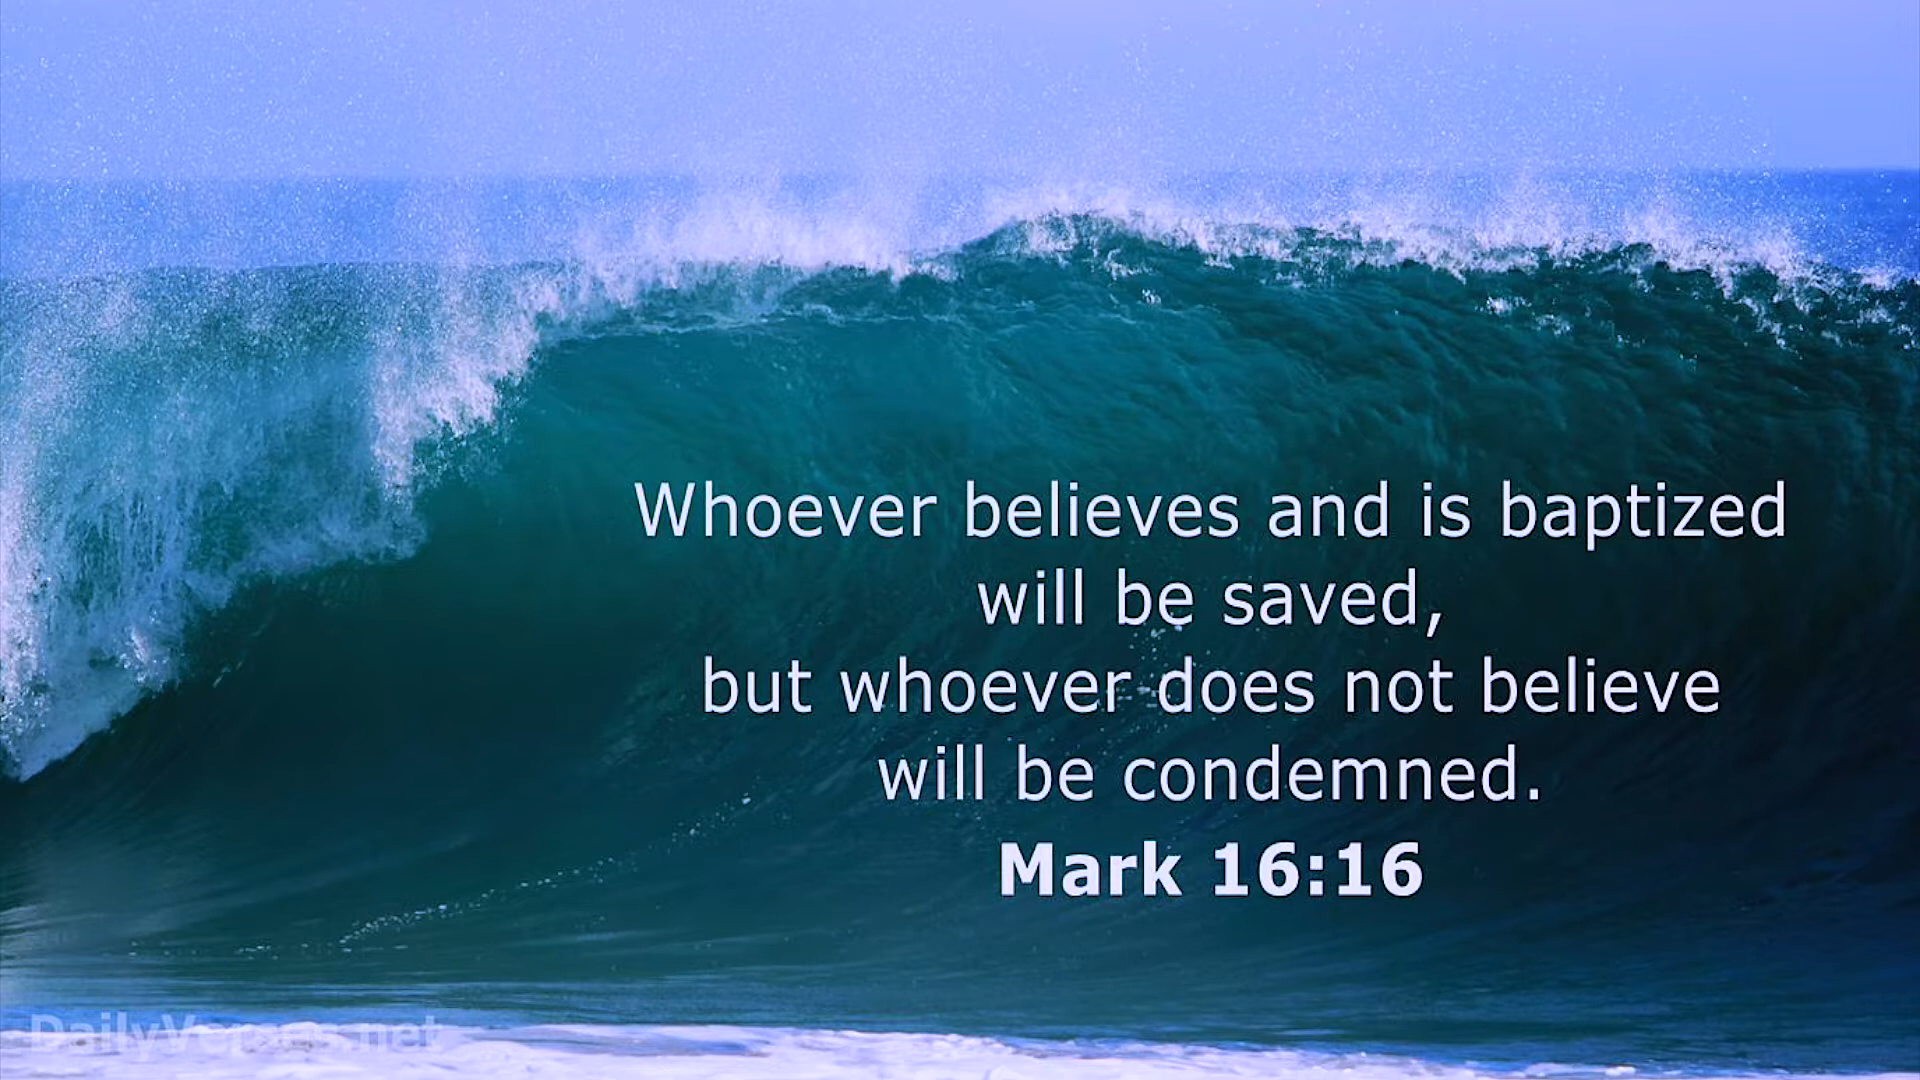 Whoever believes and is baptized
will be saved,
but whoever does not believe
will be condemned.
Mark 16:16
DailyVerses.net